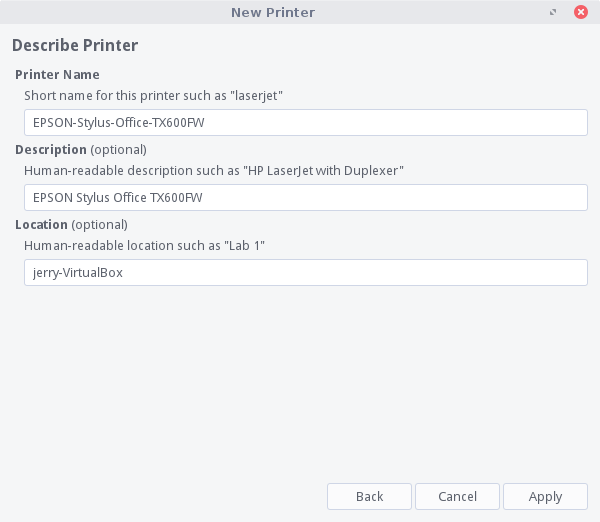 New Printer
Describe Printer
Printer Name
Short name for this printer such as "laserjet"
EPSON-Stylus-Office-TX600FW
Description (optional)
Human-readable description such as "HP LaserJet with Duplexer"
EPSON Stylus Office TX600FW
Location (optional)
Human-readable location such as "Lab 1"
jerry-VirtualBox
Back Cancel Apply